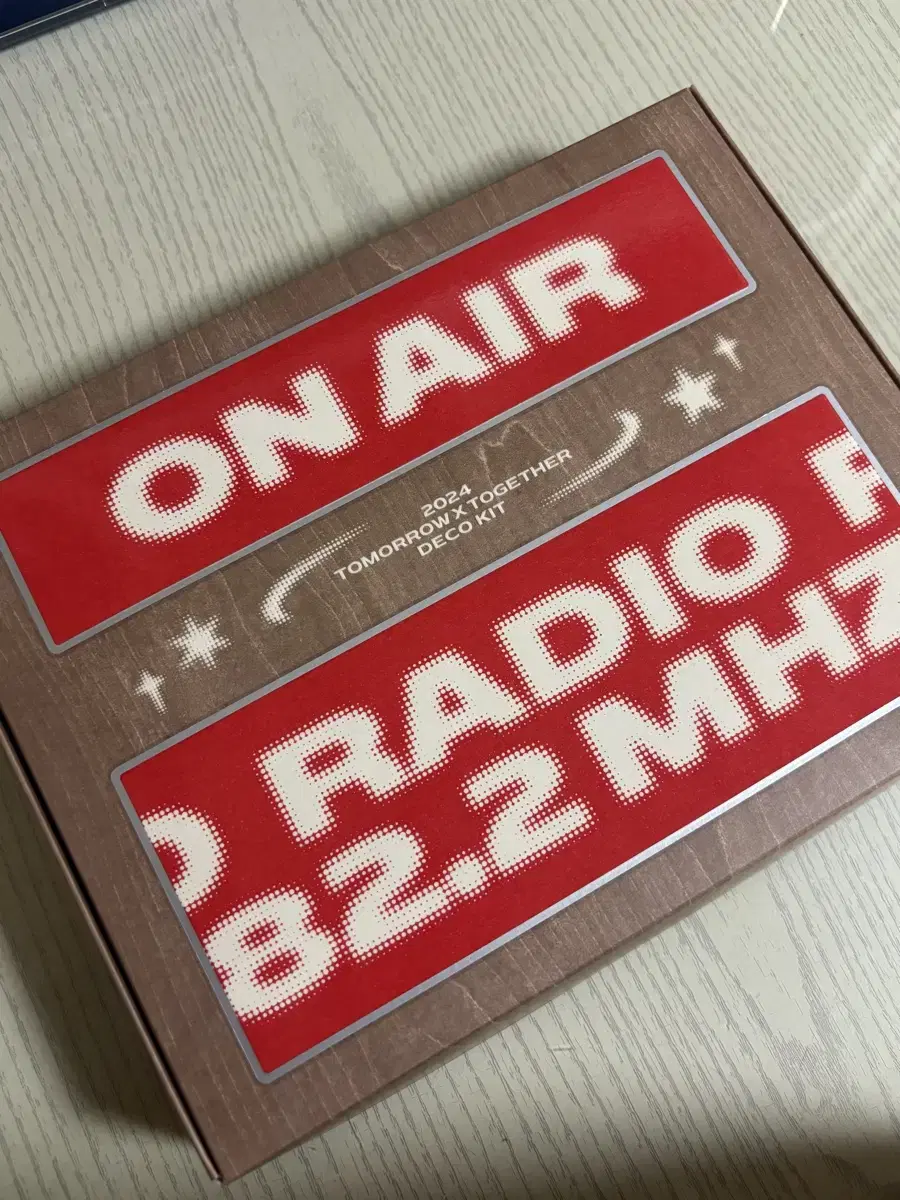 ON AIR
2024
TOMORROW X TOGETHER
DECO KIT
O RADIO R
82.2 MHZ